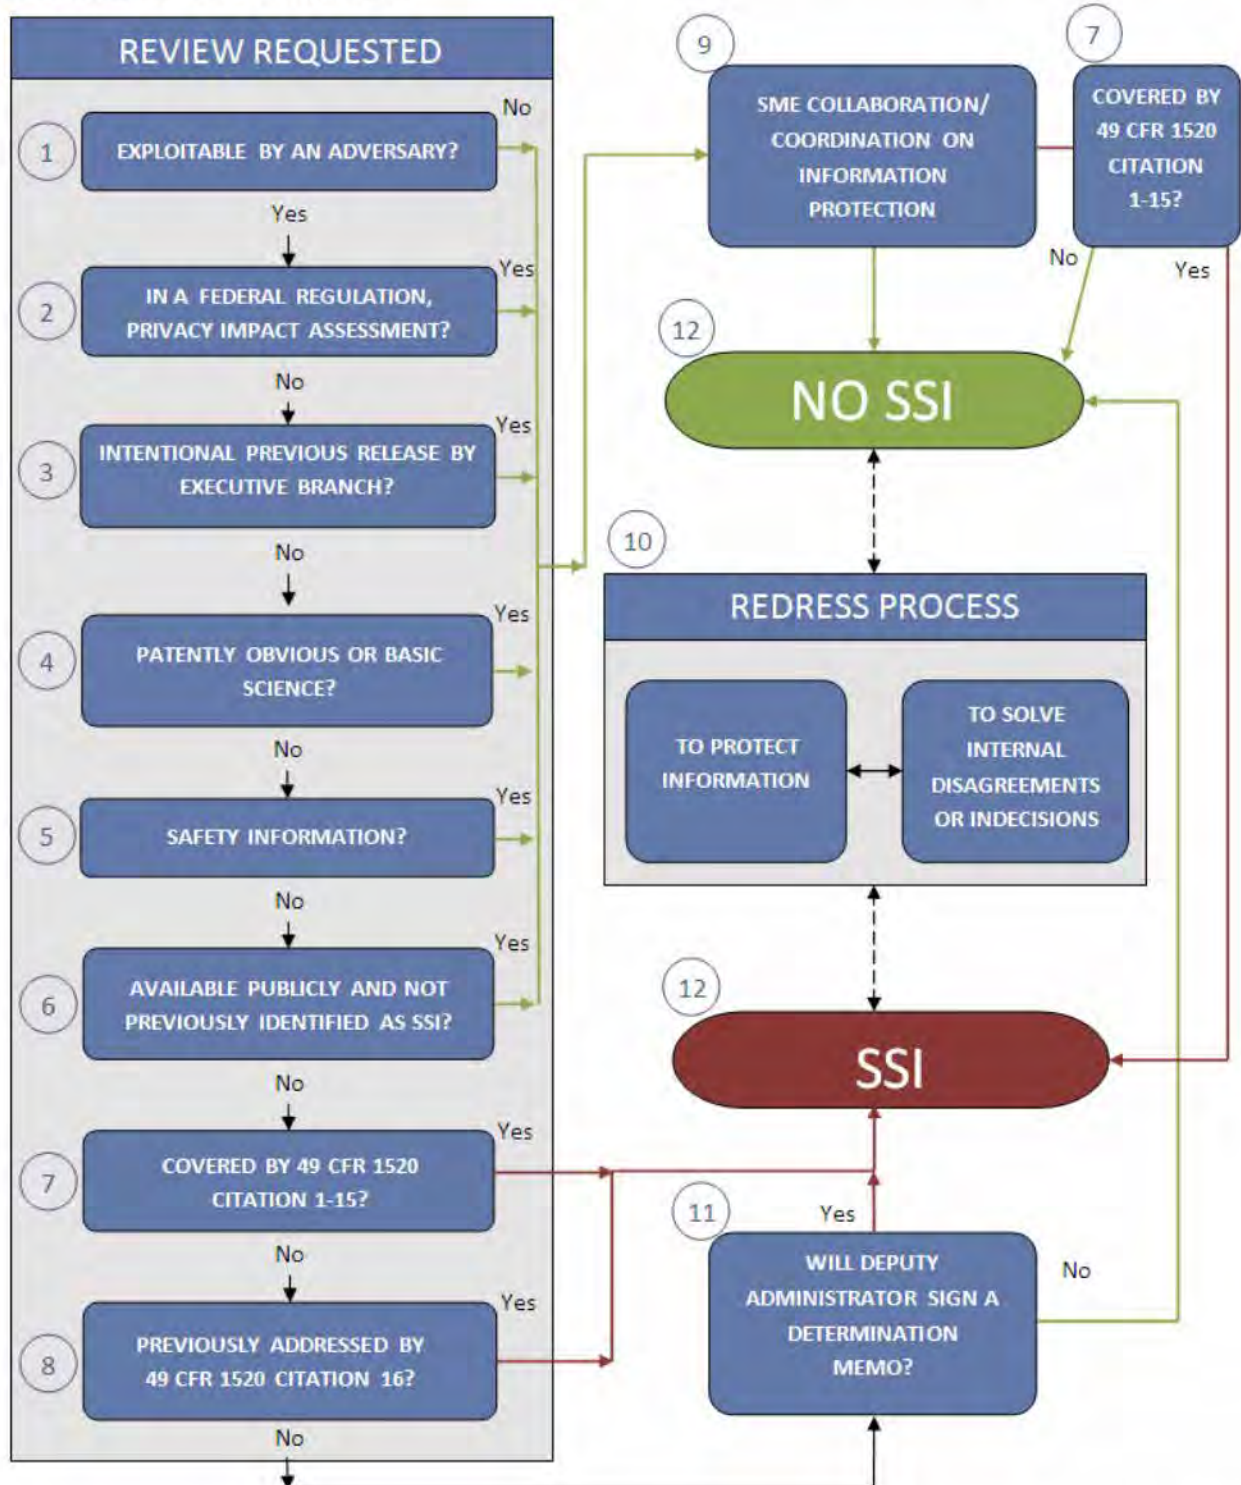 REVIEW REQUESTED
No
1
EXPLOITABLE BY AN ADVERSARY?
Yes
Yes
2
IN A FEDERAL REGULATION,
PRIVACY IMPACT ASSESSMENT?
No
Yes
3
INTENTIONAL PREVIOUS RELEASE BY
EXECUTIVE BRANCH?
No
Yes
4
PATENTLY OBVIOUS OR BASIC
SCIENCE?
No
Yes
5
SAFETY INFORMATION?
No
Yes
6
AVAILABLE PUBLICLY AND NOT
PREVIOUSLY IDENTIFIED AS SSI?
No
Yes
7
COVERED BY 49 CFR 1520
CITATION 1-15?
No
Yes
8
PREVIOUSLY ADDRESSED BY
49 CFR 1520 CITATION 16?
No
9
SME COLLABORATION/
COORDINATION ON
INFORMATION
PROTECTION
7
COVERED BY
49 CFR 1520
CITATION
1-15?
No
Yes
12
NO SSI
10
REDRESS PROCESS
TO PROTECT
INFORMATION
TO SOLVE
INTERNAL
DISAGREEMENTS
OR INDECISIONS
12
SSI
11
Yes
WILL DEPUTY
ADMINISTRATOR SIGN A
DETERMINATION
MEMO?
No